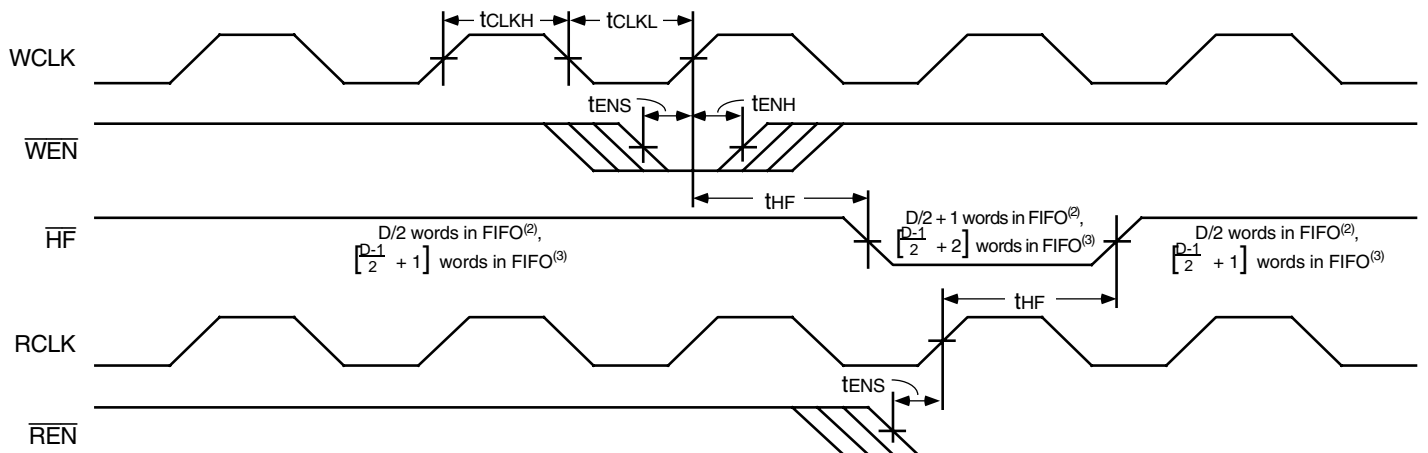 tCLKH tCLKL
WCLK
tENS tENH
WEN
tHF
HF
D/2 words in FIFO(2),
[D-1/2 + 1] words in FIFO(3)
D/2 + 1 words in FIFO(2),
[D-1/2 + 2] words in FIFO(3)
D/2 words in FIFO(2),
[D-1/2 + 1] words in FIFO(3)
tHF
RCLK
tENS
REN